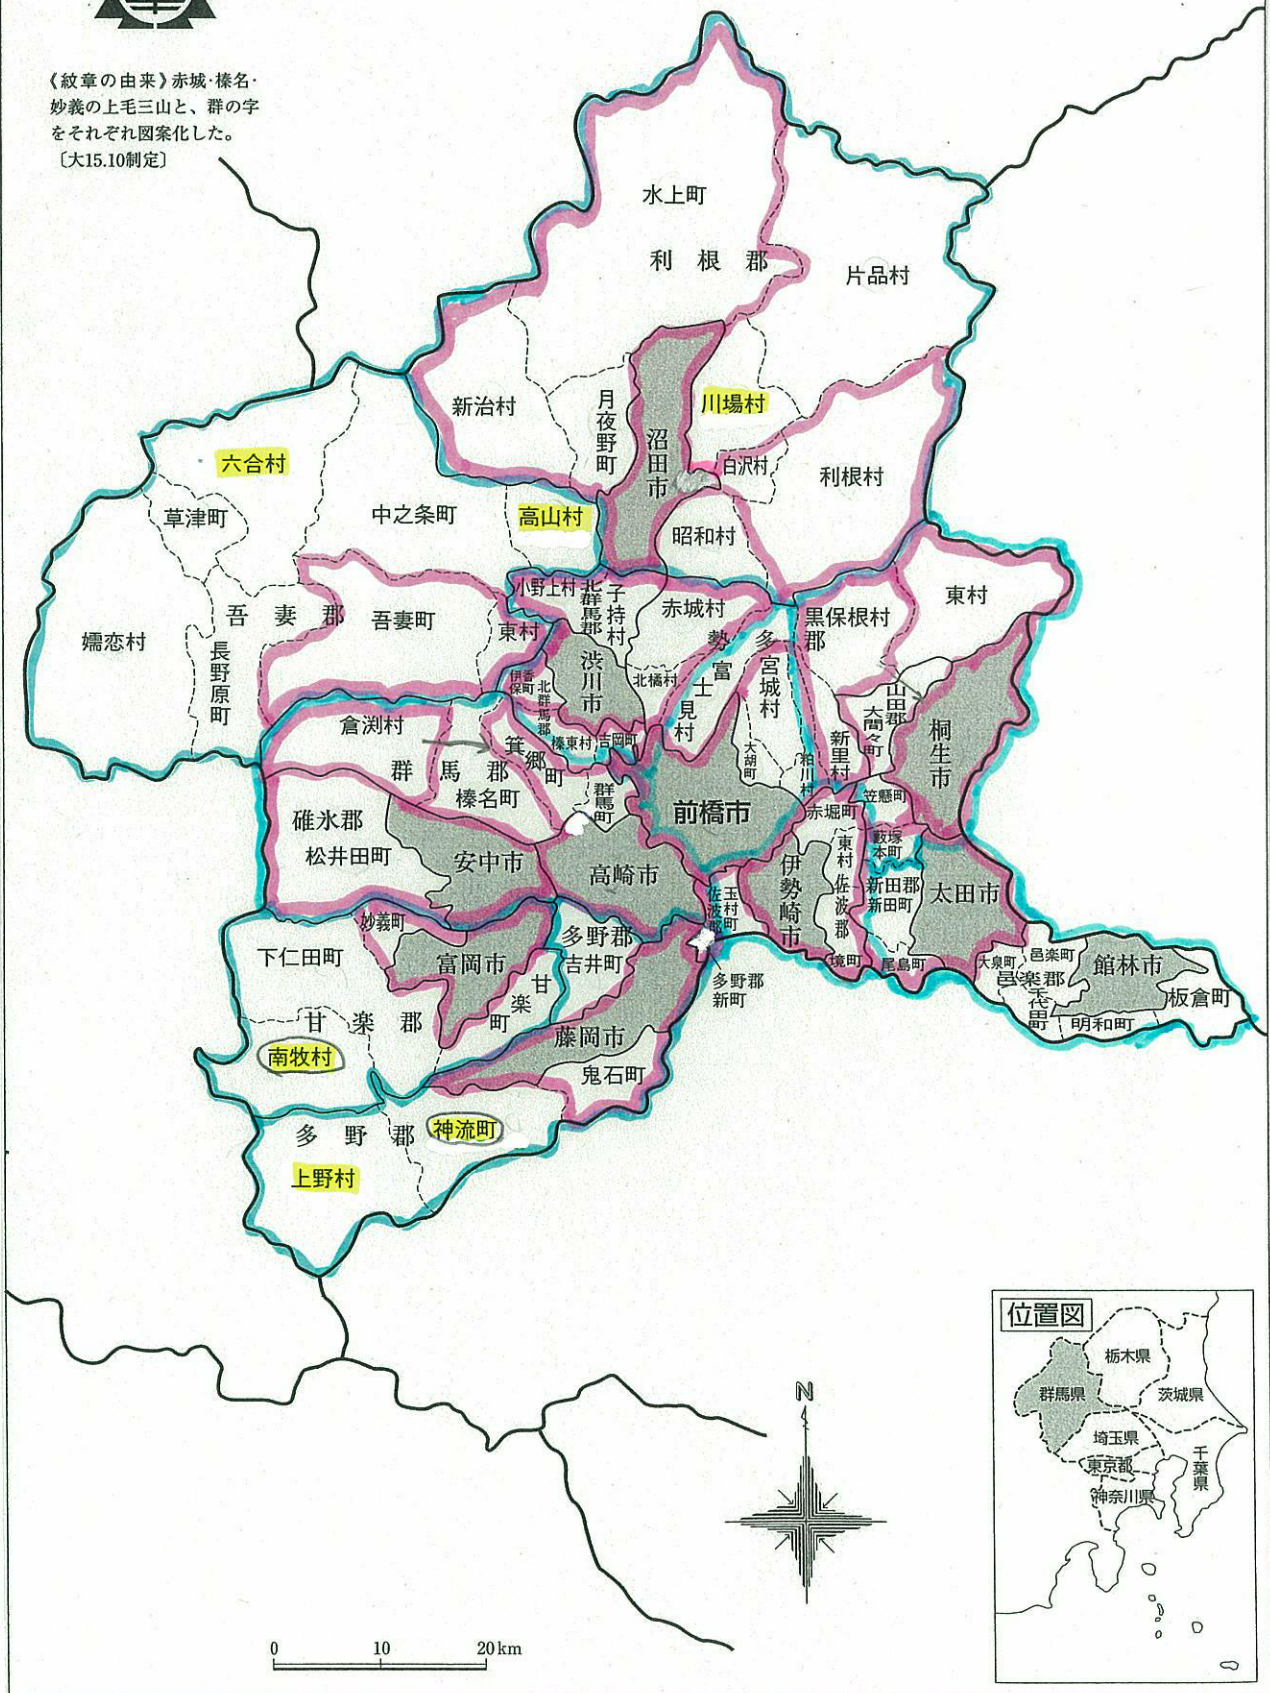 《紋章の由来》赤城·榛名·
妙義の上毛三山と、群の字
をそれぞれ図案化した。
〔大15.10制定〕
水上町
利根郡
片品村
新治村
月夜野町
沼田市
川場村
白沢村
利根村
昭和村
六合村
草津町
中之条町
高山村
嬬恋村
吾妻郡
長野原町
吾妻町
東村
小野上村
北群馬郡
子持村
赤城村
勢多郡
黒保根村
東村
渋川市
伊香保町
北群馬郡
北橘村
富士見村
宮城村
大胡町
粕川村
新里村
山田郡
大間々町
桐生市
倉渕村
群馬郡
榛名町
箕郷町
榛東村
吉岡町
群馬町
前橋市
笠懸町
赤堀町
東村
佐波郡
藪塚本町
碓氷郡
松井田町
安中市
高崎市
佐波郡
玉村町
伊勢崎市
新田郡
新田町
太田市
境町
尾島町
大泉町
邑楽町
邑楽郡
千代田町
館林市
明和町
板倉町
妙義町
下仁田町
富岡市
甘楽町
甘楽郡
南牧村
多野郡
吉井町
藤岡市
多野郡
新町
鬼石町
多野郡
神流町
上野村
位置図
栃木県
群馬県
茨城県
埼玉県
東京都
千葉県
神奈川県
N
0 10 20km